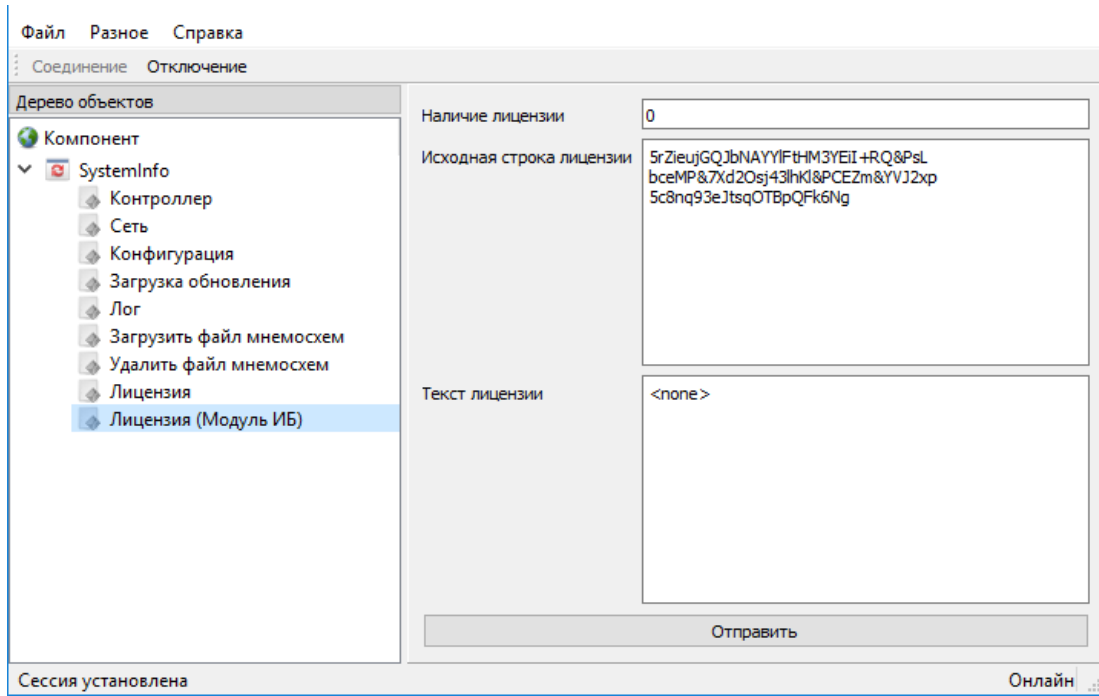 Файл Разное Справка
Соединение Отключение
Дерево объектов
Компонент
SystemInfo
Контроллер
Сеть
Конфигурация
Загрузка обновления
Лог
Загрузить файл мнемосхем
Удалить файл мнемосхем
Лицензия
Лицензия (Модуль ИБ)
Наличие лицензии 0
Исходная строка лицензии 5rZieujGQJbNAYYlFtHM3YEiI+RQ&PsL
bceMP&7Xd2Osj43lhKl&PCEZm&YVJ2xp
5c8nq93eJtsqOTBpQFk6Ng
Текст лицензии <none>
Отправить
Сессия установлена Онлайн